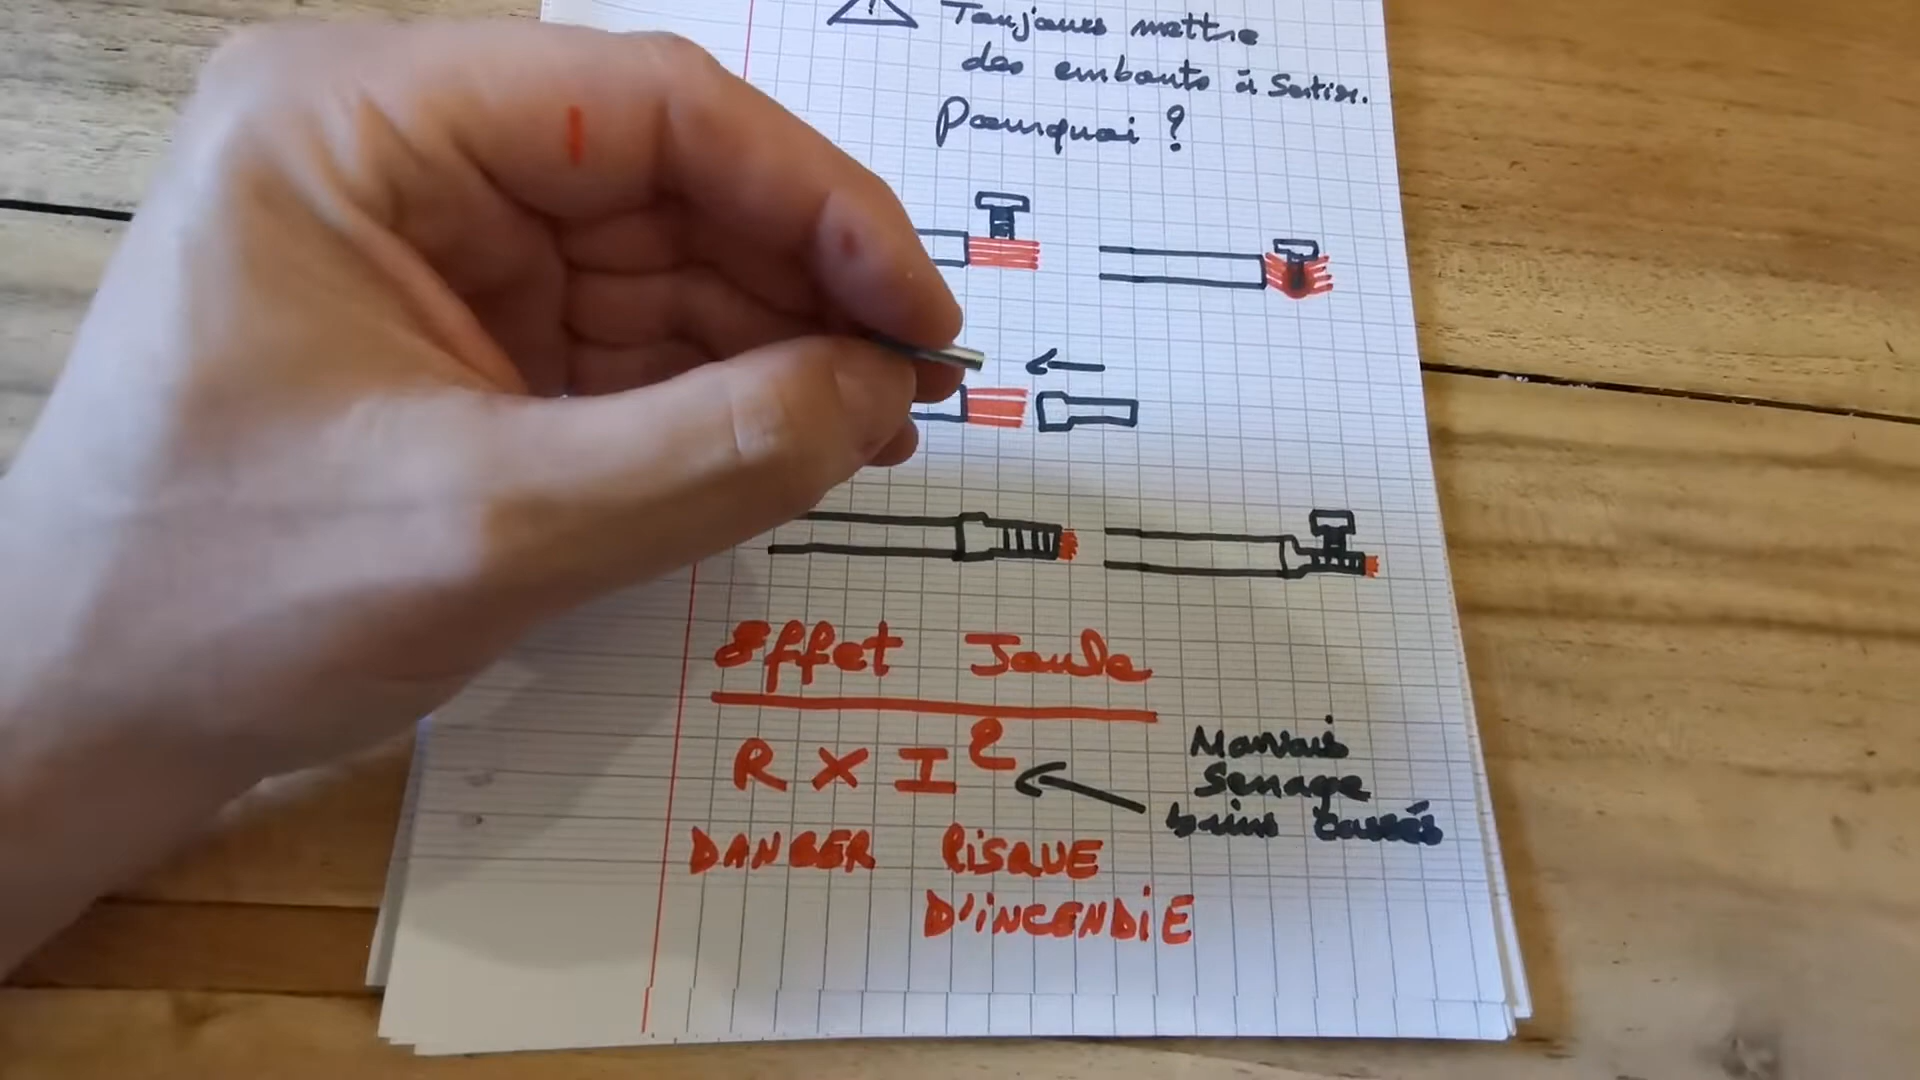 !
Toujours mettre
des embouts à Sertir.
Pourquoi ?
Effet Joule
R X I²
Mauvais
Serrage
brins cassés
DANGER RISQUE
D'INCENDIE